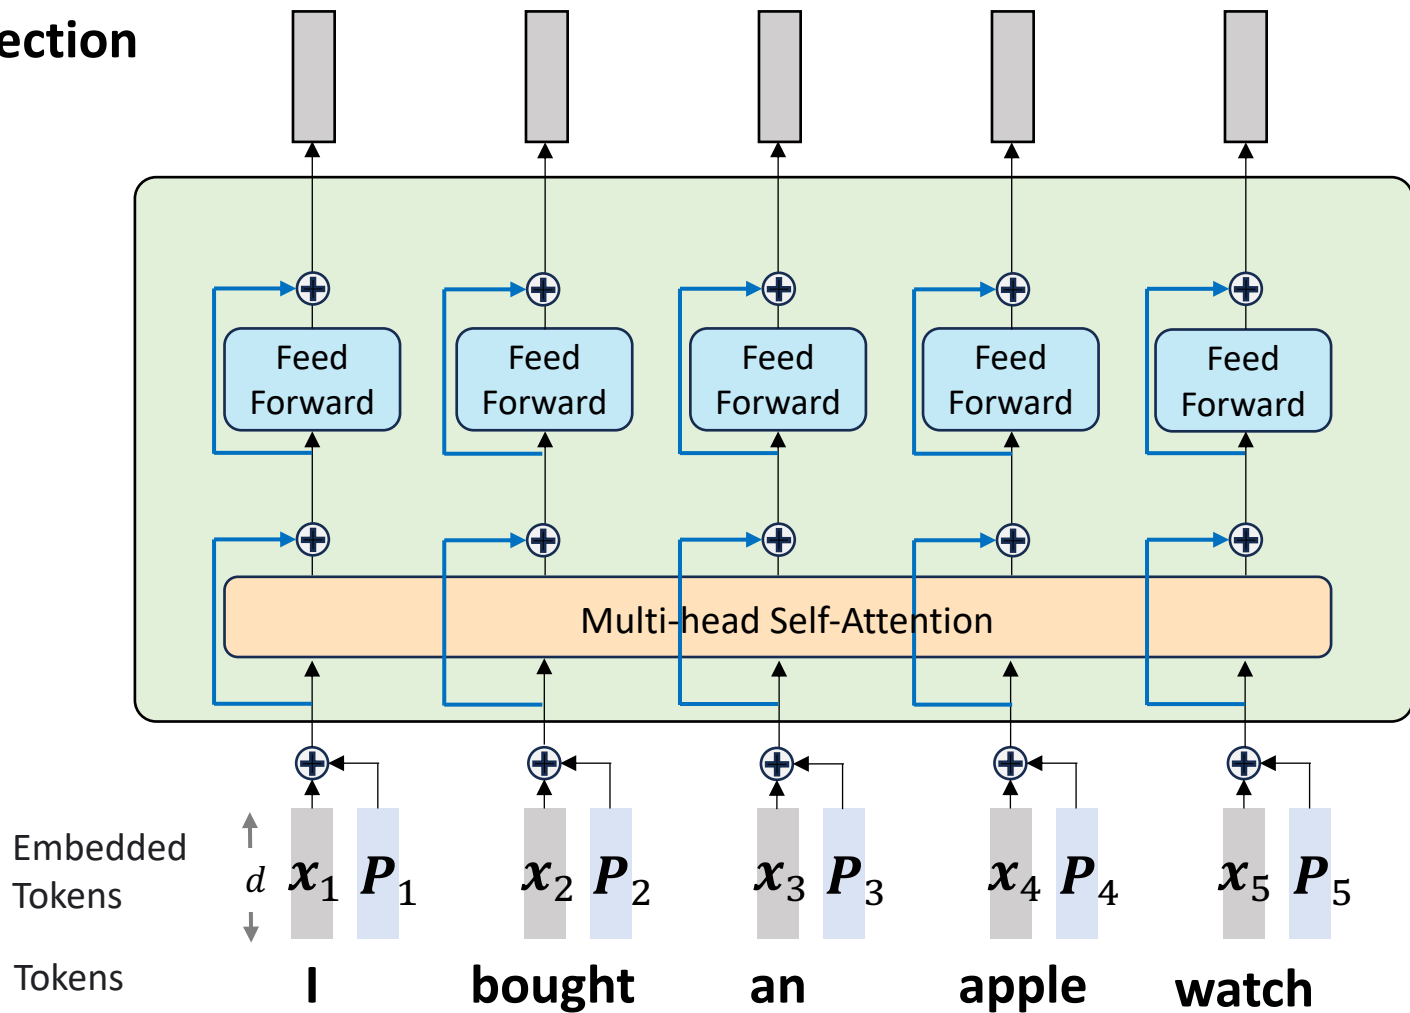 ection
Feed Forward Feed Forward Feed Forward Feed Forward Feed Forward
Multi-head Self-Attention
Embedded
Tokens
d x₁ P₁ x₂ P₂ x₃ P₃ x₄ P₄ x₅ P₅
Tokens I bought an apple watch